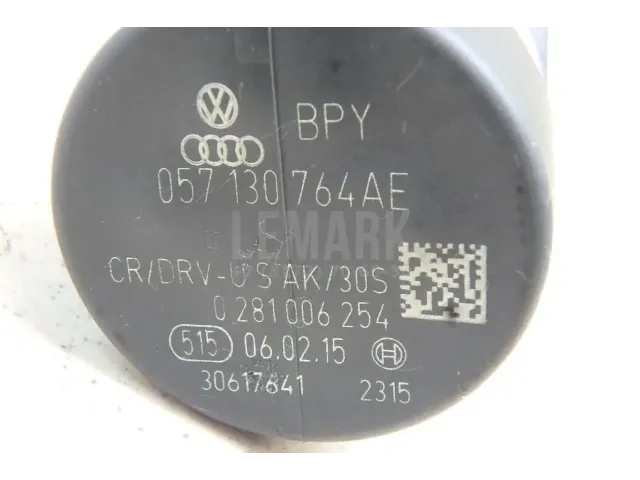 BPY
057 130 764AE
LEMARK
CR/DRV-U S AK/30S
0 281 006 254
515 06.02.15
30617641 2315